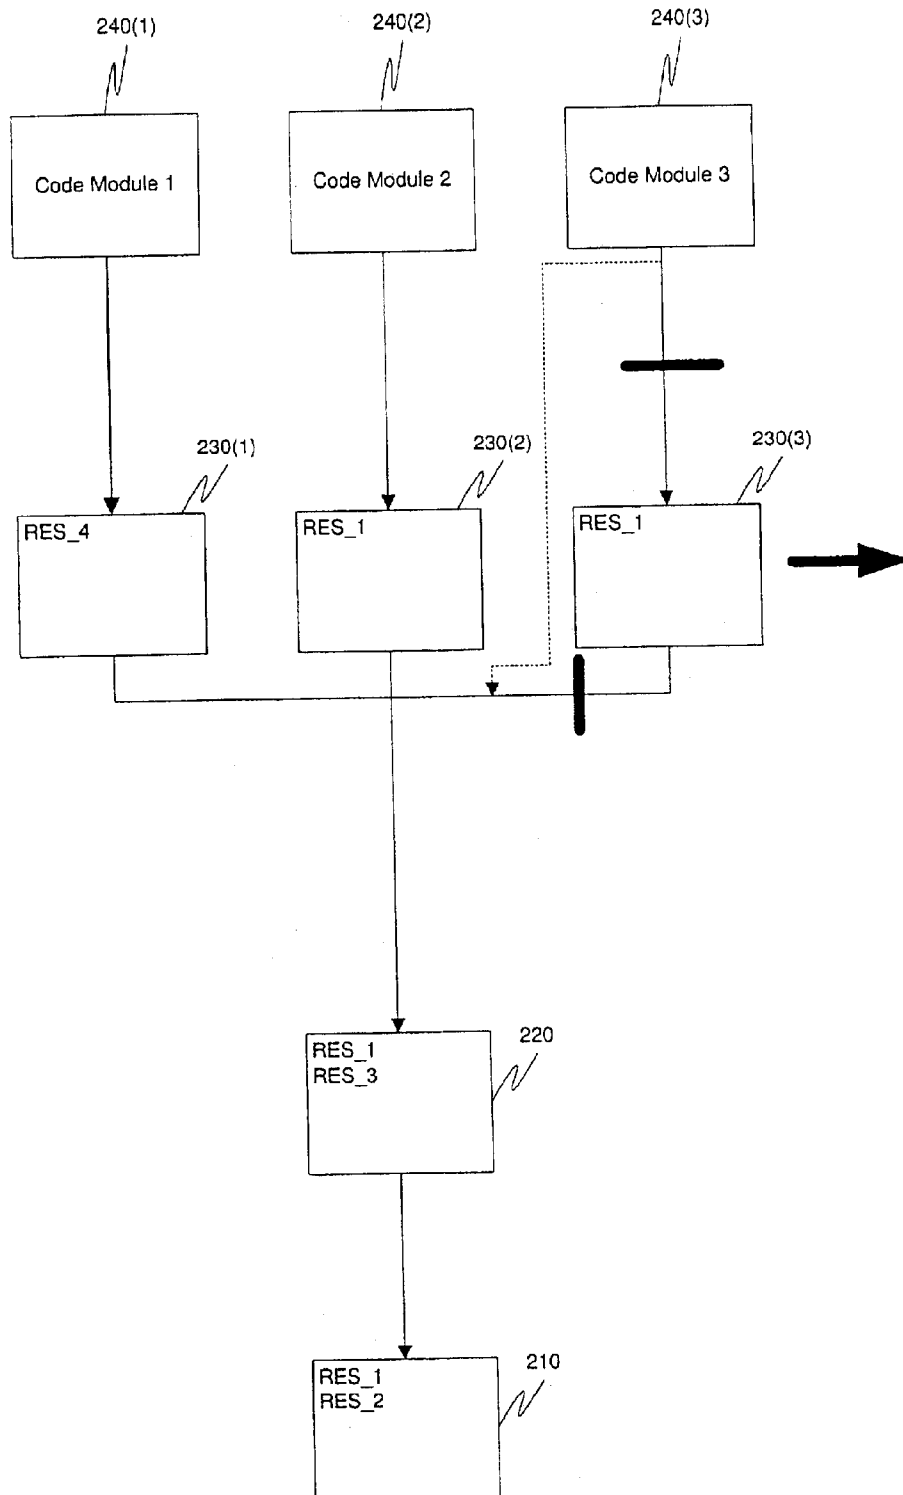 240(1)
240(2)
240(3)
Code Module 1
Code Module 2
Code Module 3
230(1)
230(2)
230(3)
RES_4
RES_1
RES_1
220
RES_1
RES_3
210
RES_1
RES_2